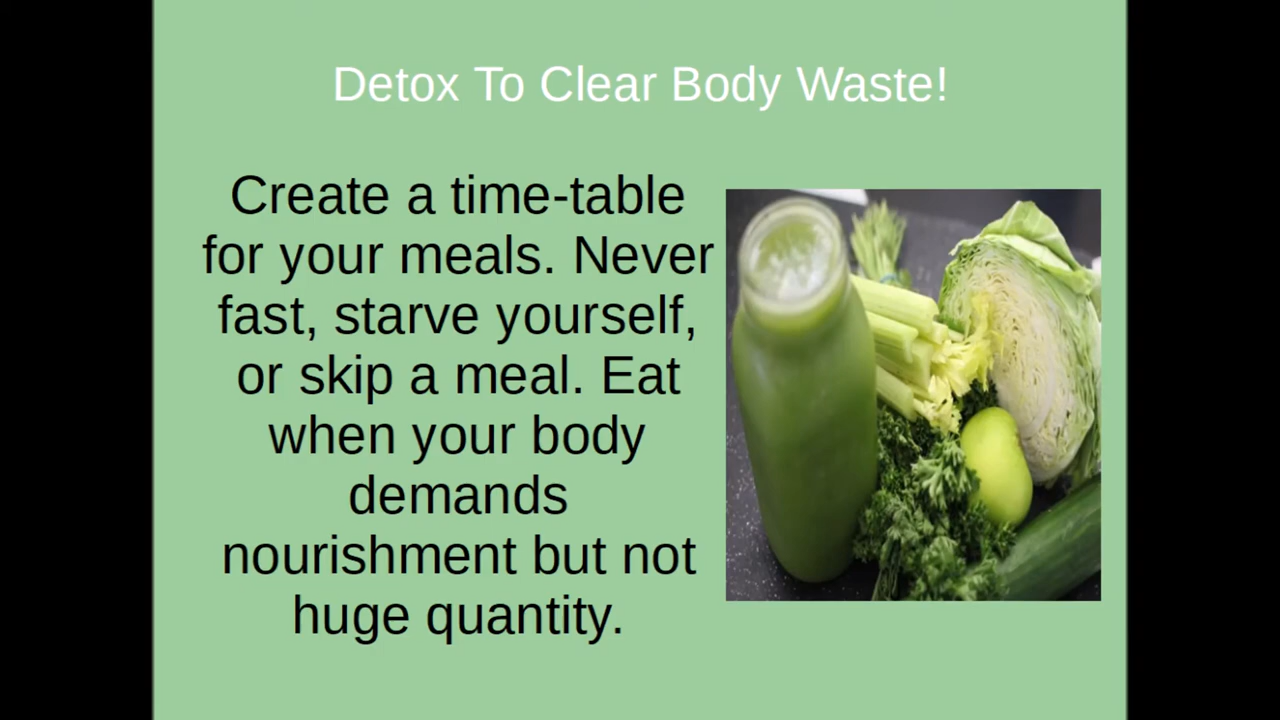 Detox To Clear Body Waste!
Create a time-table
for your meals. Never
fast, starve yourself,
or skip a meal. Eat
when your body
demands
nourishment but not
huge quantity.